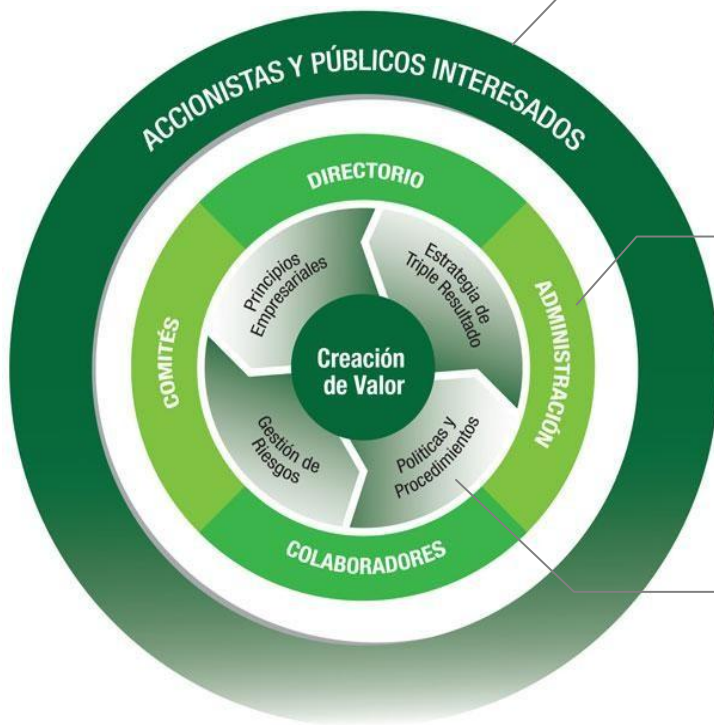 ACCIONISTAS Y PÚBLICOS INTERESADOS
DIRECTORIO
Principios
Empresariales
Estrategia de
Triple Resultado
COMITÉS
Creación
de Valor
ADMINISTRACIÓN
Gestión de
Riesgos
Políticas y
Procedimientos
COLABORADORES